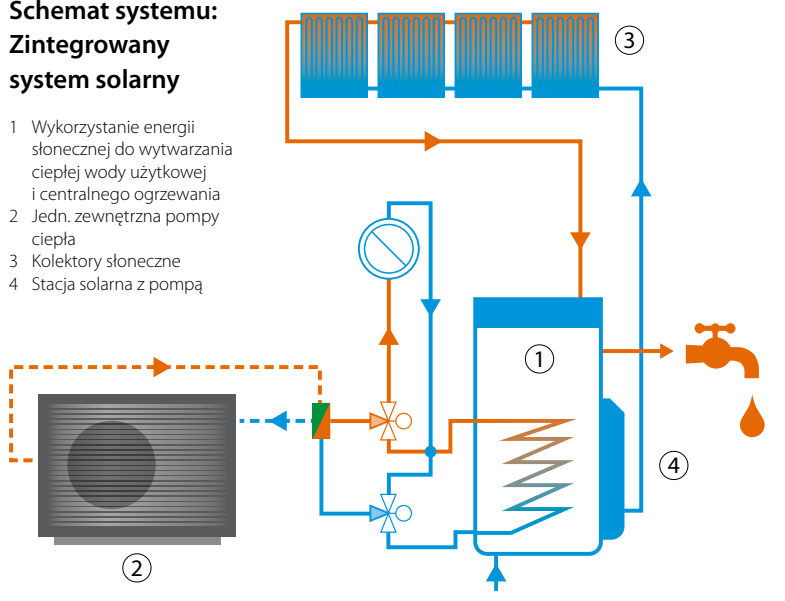 Schemat systemu:
Zintegrowany
system solarny
1 Wykorzystanie energii
słonecznej do wytwarzania
ciepłej wody użytkowej
i centralnego ogrzewania
2 Jedn. zewnętrzna pompy
ciepła
3 Kolektory słoneczne
4 Stacja solarna z pompą
3
1
4
2